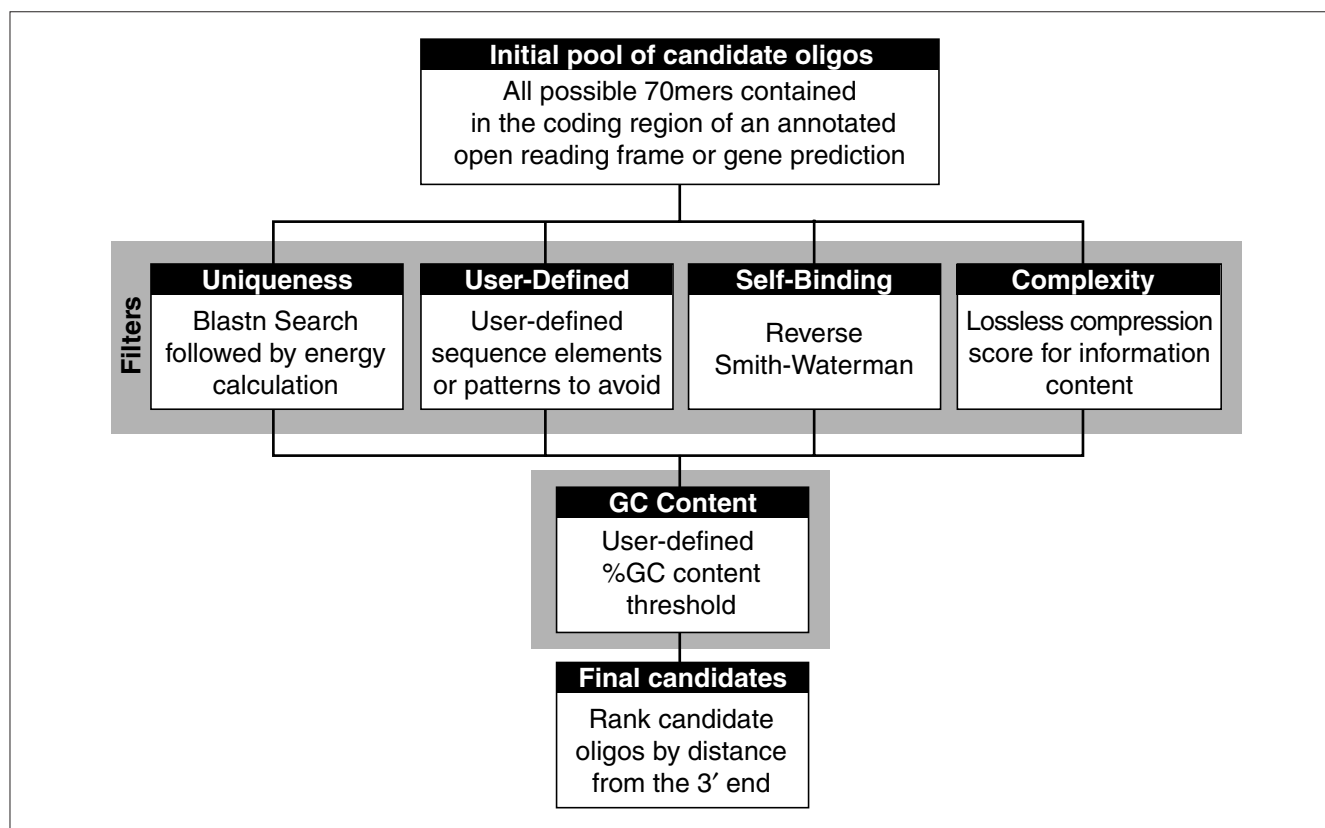 Initial pool of candidate oligos
All possible 70mers contained
in the coding region of an annotated
open reading frame or gene prediction
Filters
Uniqueness
Blastn Search
followed by energy
calculation
User-Defined
User-defined
sequence elements
or patterns to avoid
Self-Binding
Reverse
Smith-Waterman
Complexity
Lossless compression
score for information
content
GC Content
User-defined
%GC content
threshold
Final candidates
Rank candidate
oligos by distance
from the 3′ end